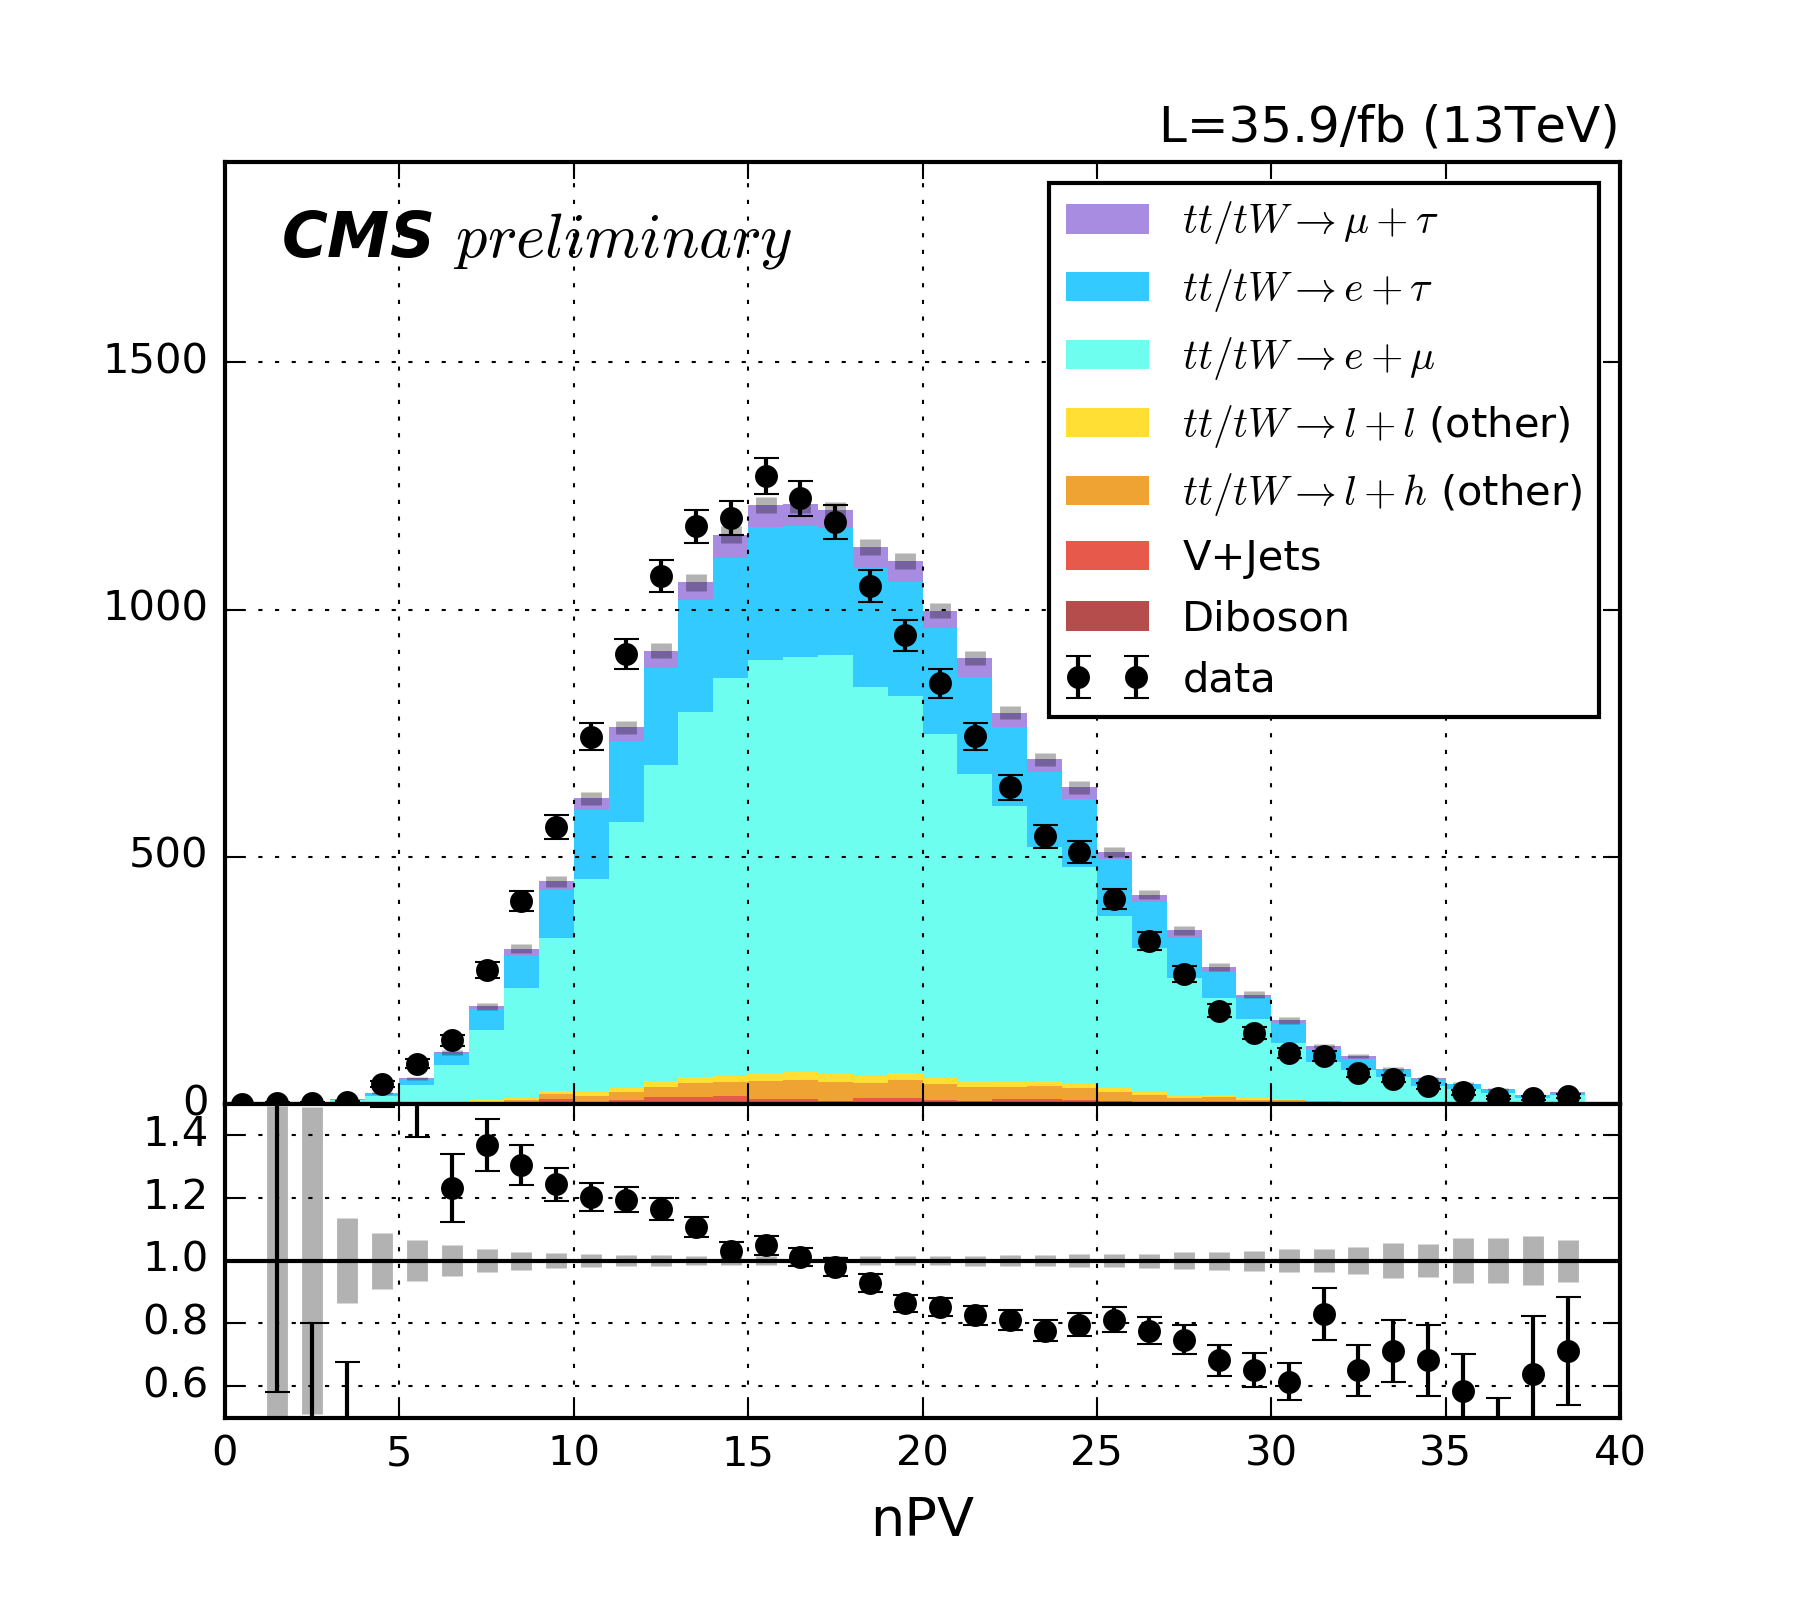 L=35.9/fb (13TeV)
CMS preliminary
tt/tW → μ + τ
tt/tW → e + τ
tt/tW → e + μ
tt/tW → l + l (other)
tt/tW → l + h (other)
V+Jets
Diboson
data
1500
1000
500
0
1.4
1.2
1.0
0.8
0.6
0 5 10 15 20 25 30 35 40
nPV